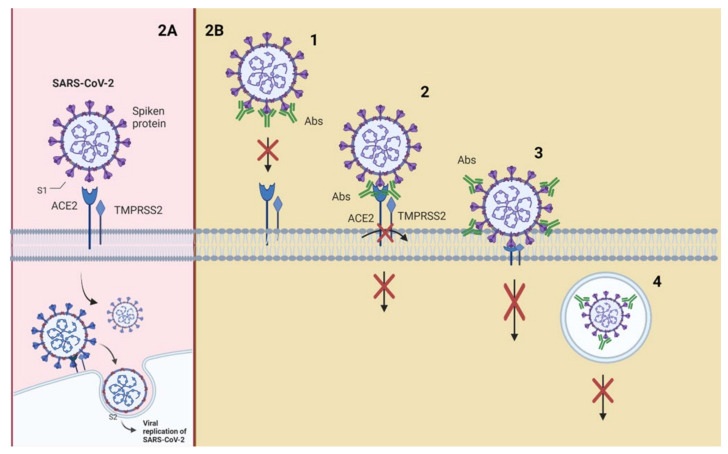 2A
SARS-CoV-2
Spiken
protein
S1
ACE2
TMPRSS2
S2
Viral
replication of
SARS-CoV-2
2B
1
Abs
2
Abs
ACE2
TMPRSS2
3
Abs
4